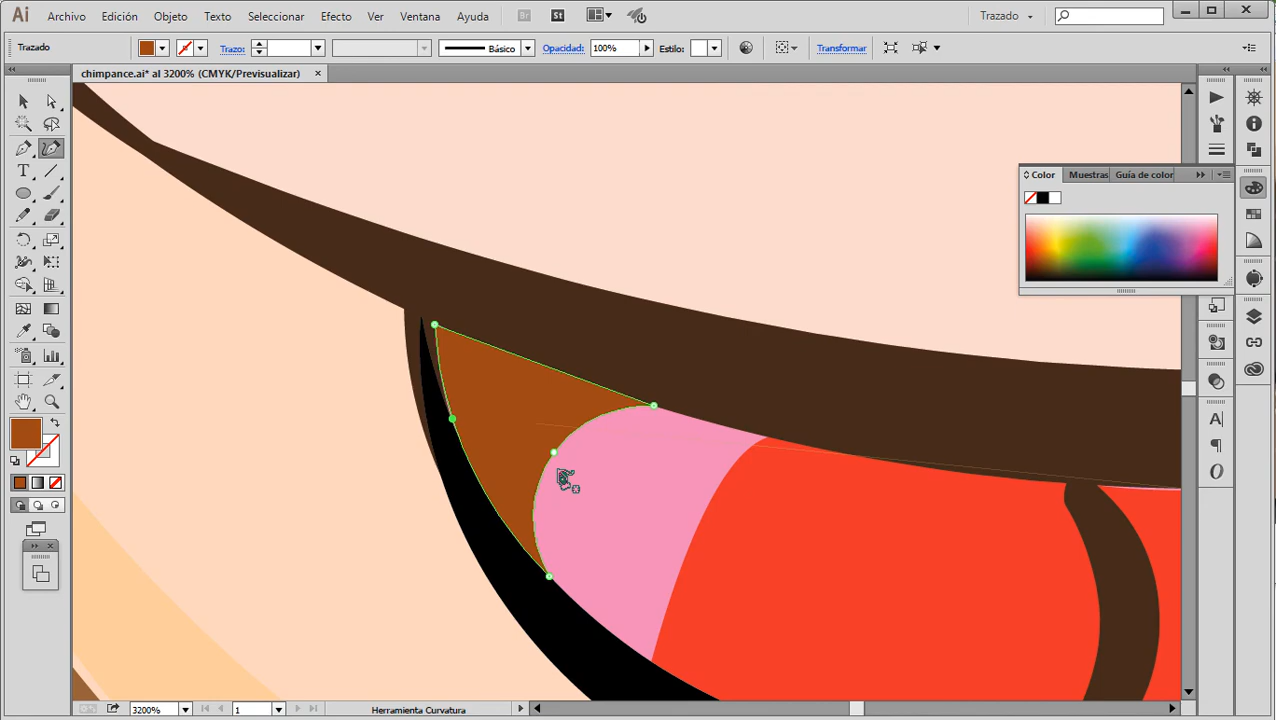 Ai Archivo Edición Objeto Texto Seleccionar Efecto Ver Ventana Ayuda Br St Trazado
Trazado Trazo: Básico Opacidad: 100% Estilo: Transformar
chimpance.ai* al 3200% (CMYK/Previsualizar)
Color Muestras Guía de color
3200% 1 Herramienta Curvatura